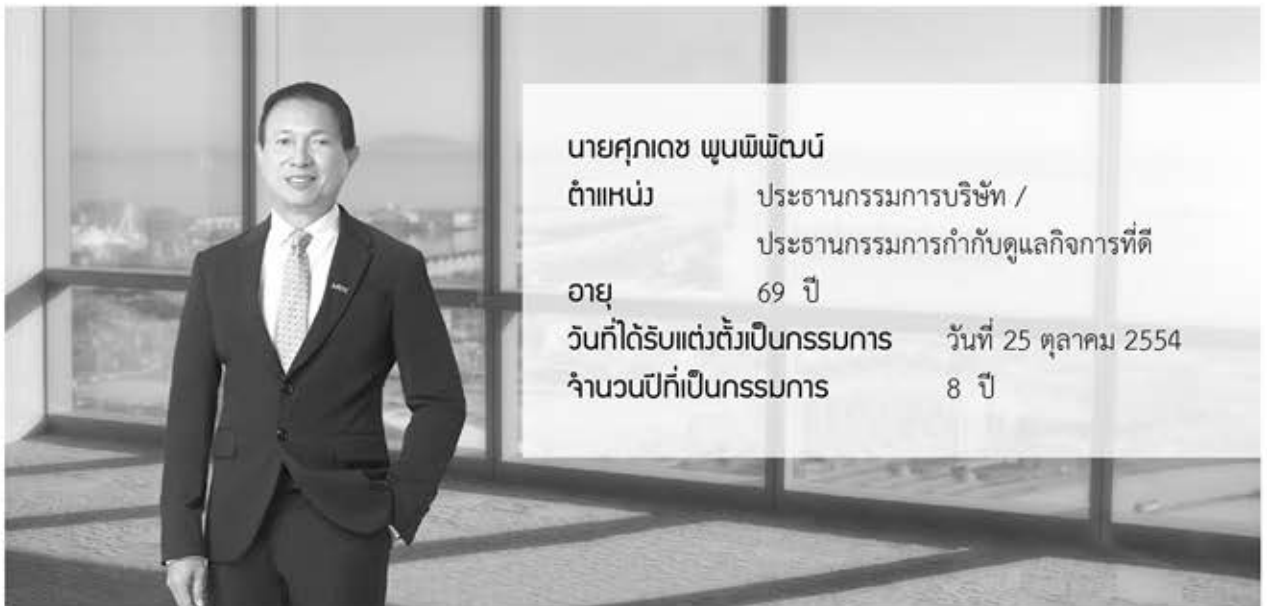 นายศุภเดช พูนพิพัฒน์
ตำแหน่ง ประธานกรรมการบริษัท /
ประธานกรรมการกำกับดูแลกิจการที่ดี
อายุ 69 ปี
วันที่ได้รับแต่งตั้งเป็นกรรมการ วันที่ 25 ตุลาคม 2554
จำนวนปีที่เป็นกรรมการ 8 ปี